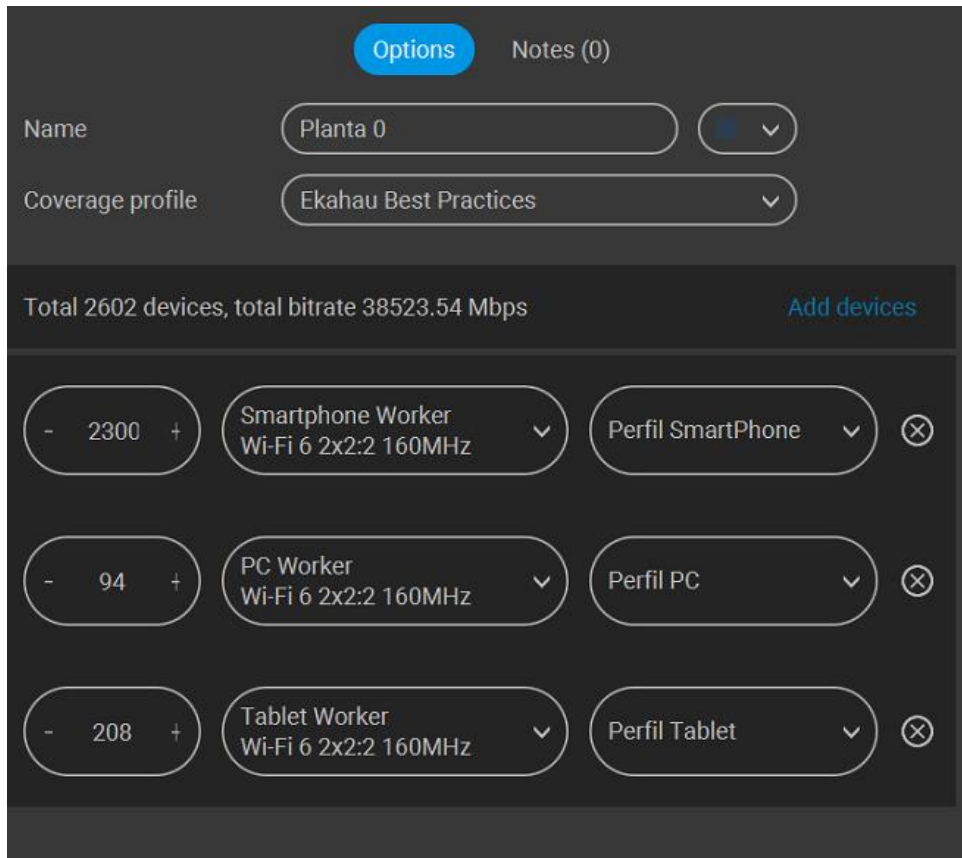 Options Notes (0)
Name Planta 0
Coverage profile Ekahau Best Practices
Total 2602 devices, total bitrate 38523.54 Mbps Add devices
- 2300 + Smartphone Worker
Wi-Fi 6 2x2:2 160MHz Perfil SmartPhone
- 94 + PC Worker
Wi-Fi 6 2x2:2 160MHz Perfil PC
- 208 + Tablet Worker
Wi-Fi 6 2x2:2 160MHz Perfil Tablet